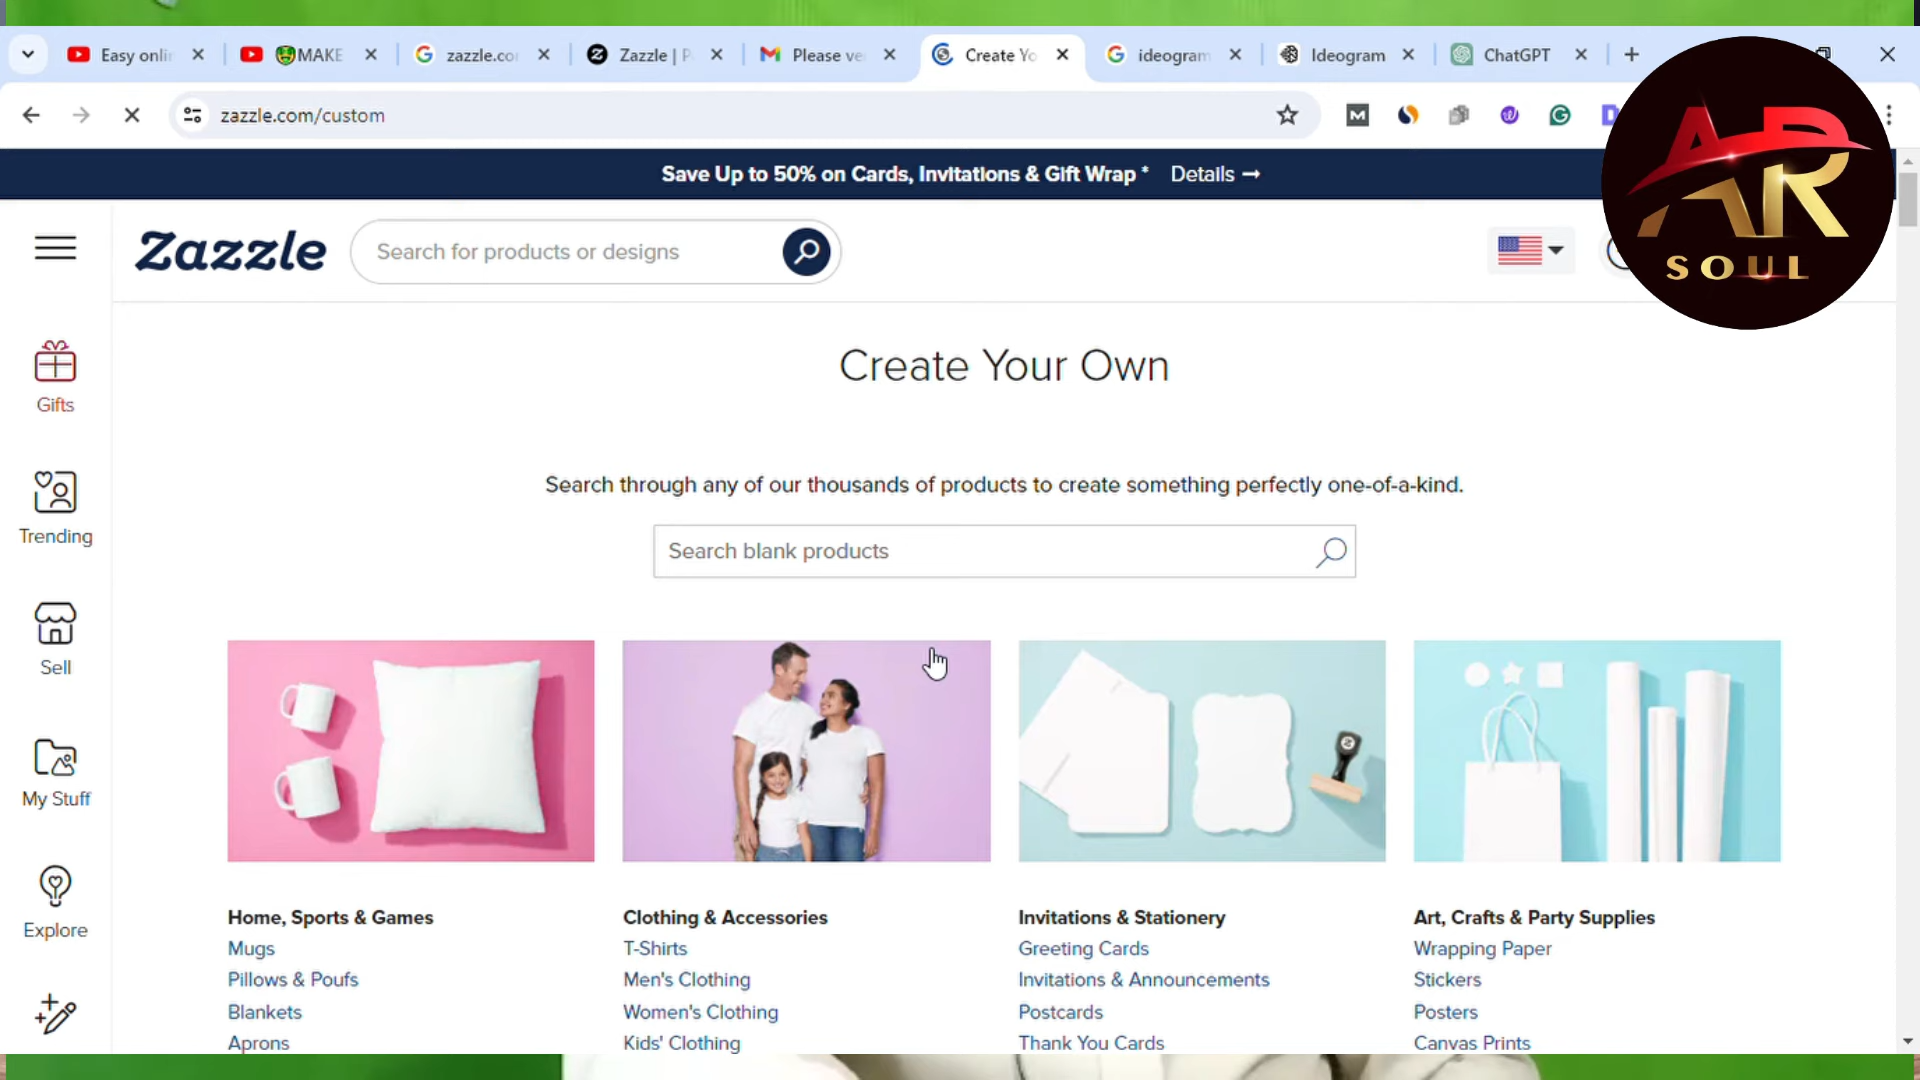 Easy onli
MAKE
zazzle.co
Zazzle | P
Please ve
Create Yo
ideogram
Ideogram
ChatGPT
zazzle.com/custom
Save Up to 50% on Cards, Invitations & Gift Wrap * Details →
AR
SOUL
Zazzle
Search for products or designs
Gifts
Trending
Sell
My Stuff
Explore
Create Your Own
Search through any of our thousands of products to create something perfectly one-of-a-kind.
Search blank products
Home, Sports & Games
Mugs
Pillows & Poufs
Blankets
Aprons
Clothing & Accessories
T-Shirts
Men's Clothing
Women's Clothing
Kids' Clothing
Invitations & Stationery
Greeting Cards
Invitations & Announcements
Postcards
Thank You Cards
Art, Crafts & Party Supplies
Wrapping Paper
Stickers
Posters
Canvas Prints